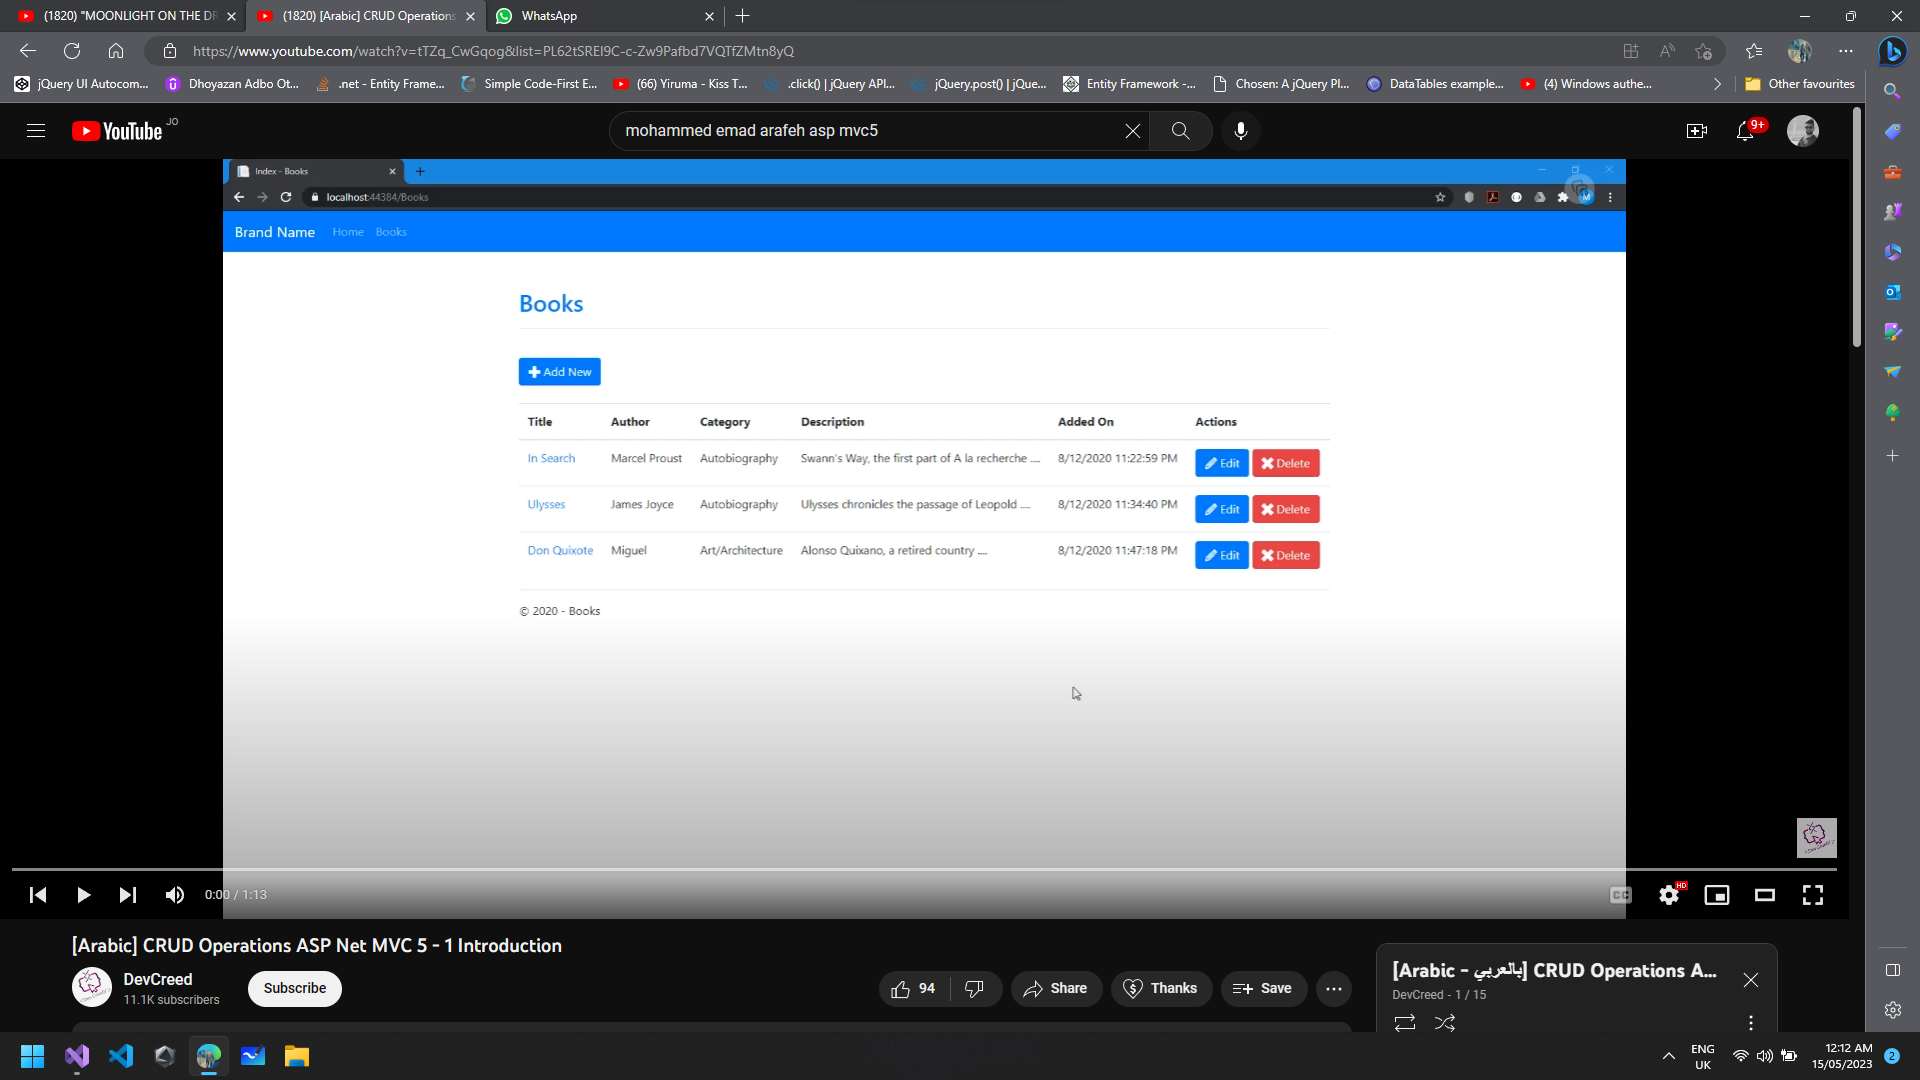 (1820) "MOONLIGHT ON THE DR
(1820) [Arabic] CRUD Operations
WhatsApp
https://www.youtube.com/watch?v=tTZq_CwGqog&list=PL62tSREI9C-c-Zw9Pafbd7VQTfZMtn8yQ
jQuery UI Autocom...
Dhoyazan Adbo Ot...
.net - Entity Frame...
Simple Code-First E...
(66) Yiruma - Kiss T...
.click() | jQuery API...
jQuery.post() | jQue...
Entity Framework -...
Chosen: A jQuery Pl...
DataTables example...
(4) Windows authe...
Other favourites
YouTube JO
mohammed emad arafeh asp mvc5
9+
Index - Books
localhost:44384/Books
M
Brand Name Home Books
Books
Add New
Title Author Category Description Added On Actions
In Search Marcel Proust Autobiography Swann's Way, the first part of A la recherche .... 8/12/2020 11:22:59 PM Edit Delete
Ulysses James Joyce Autobiography Ulysses chronicles the passage of Leopold .... 8/12/2020 11:34:40 PM Edit Delete
Don Quixote Miguel Art/Architecture Alonso Quixano, a retired country .... 8/12/2020 11:47:18 PM Edit Delete
© 2020 - Books
0:00 / 1:13
CC
HD
[Arabic] CRUD Operations ASP Net MVC 5 - 1 Introduction
DevCreed
11.1K subscribers
Subscribe
94
Share
Thanks
Save
[Arabic - بالعربي] CRUD Operations A...
DevCreed - 1 / 15
ENG
UK
12:12 AM
15/05/2023
2